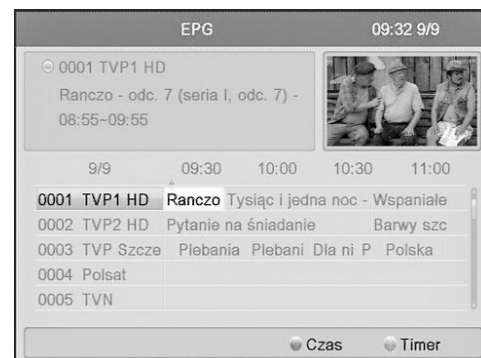 EPG 09:32 9/9
0001 TVP1 HD
Ranczo - odc. 7 (seria I, odc. 7) -
08:55~09:55
9/9 09:30 10:00 10:30 11:00
0001 TVP1 HD Ranczo Tysiąc i jedna noc - Wspaniałe
0002 TVP2 HD Pytanie na śniadanie Barwy szc
0003 TVP Szcze Plebania Plebani Dla ni P Polska
0004 Polsat
0005 TVN
Czas Timer